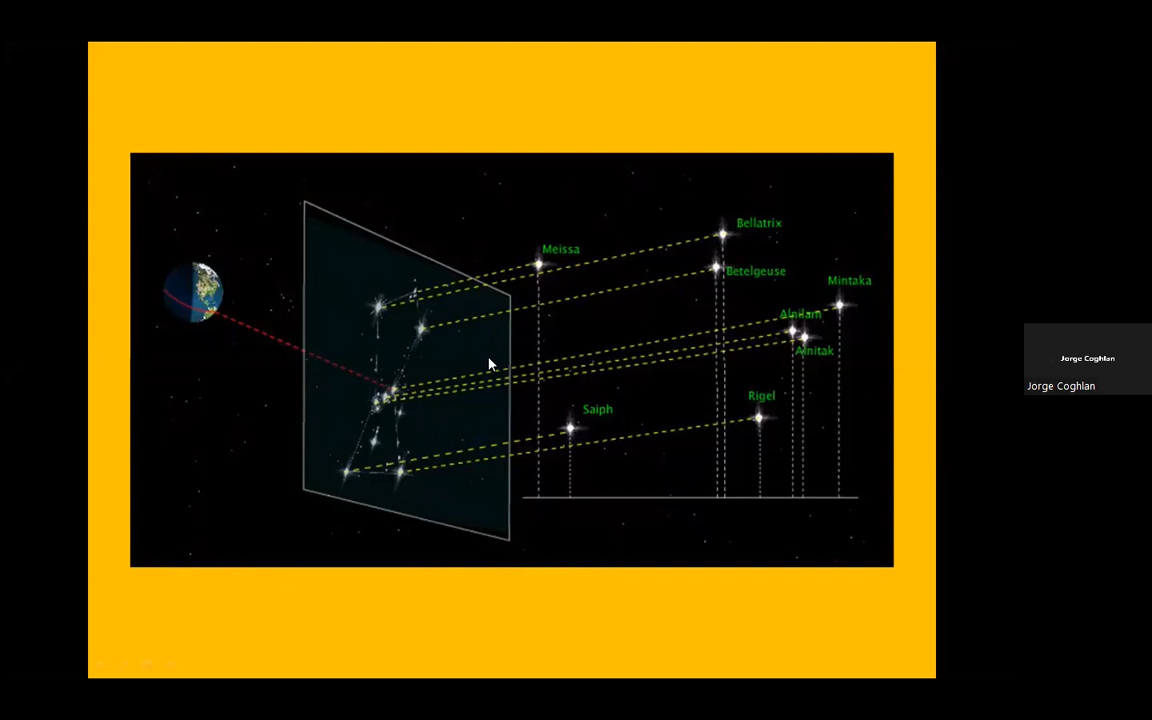 Bellatrix
Meissa
Betelgeuse
Mintaka
Alnilam
Alnitak
Rigel
Saiph
Jorge Coghlan
Jorge Coghlan